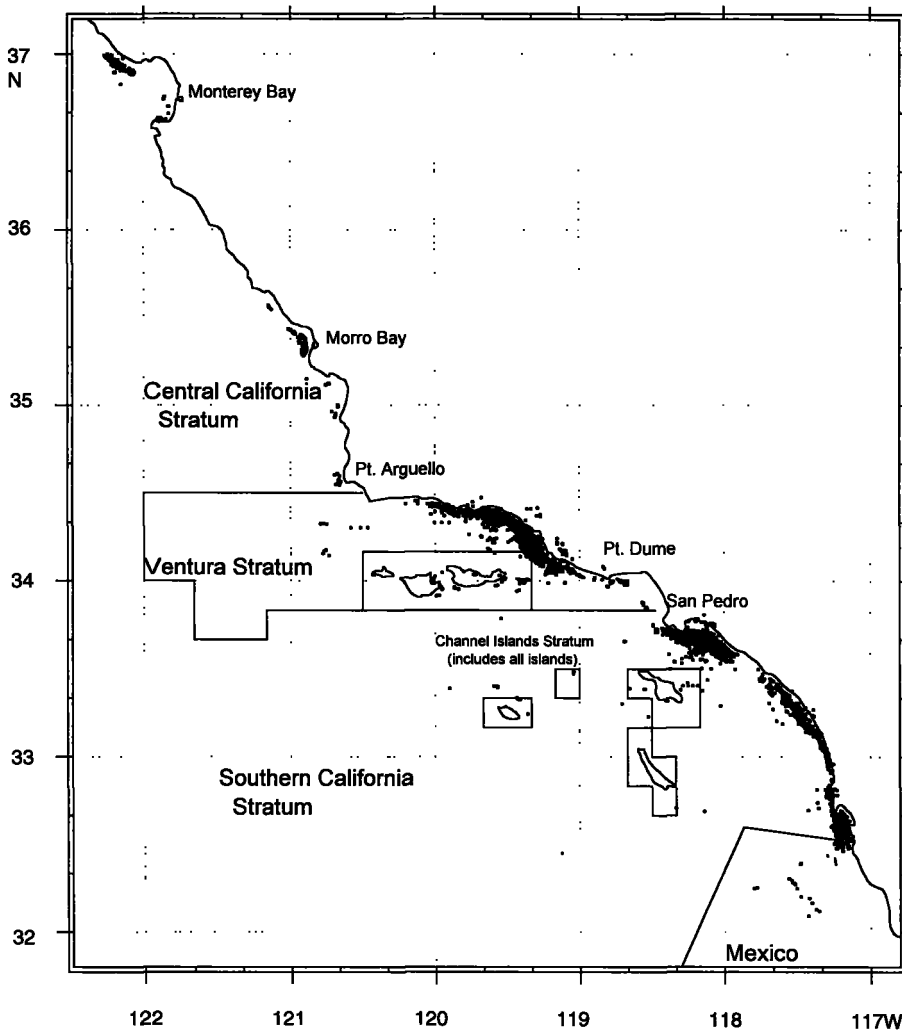 37
N
Monterey Bay
36
Morro Bay
Central California
Stratum
35
Pt. Arguello
Ventura Stratum
Pt. Dume
34
San Pedro
Channel Islands Stratum
(includes all islands).
33
Southern California
Stratum
32
Mexico
122
121
120
119
118
117W